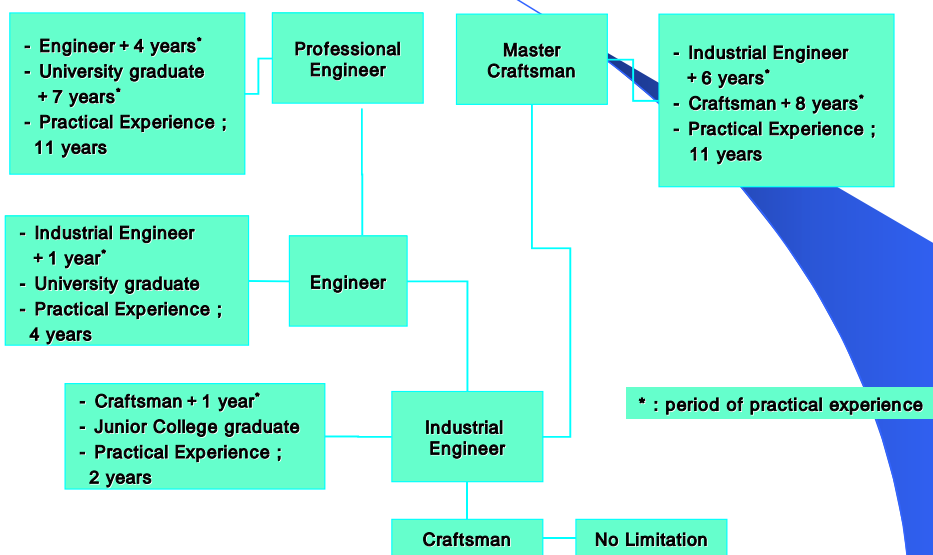 - Engineer + 4 years*
- University graduate
+ 7 years*
- Practical Experience ;
11 years
Professional
Engineer
Master
Craftsman
- Industrial Engineer
+ 6 years*
- Craftsman + 8 years*
- Practical Experience ;
11 years
- Industrial Engineer
+ 1 year*
- University graduate
- Practical Experience ;
4 years
Engineer
- Craftsman + 1 year*
- Junior College graduate
- Practical Experience ;
2 years
Industrial
Engineer
* : period of practical experience
Craftsman
No Limitation